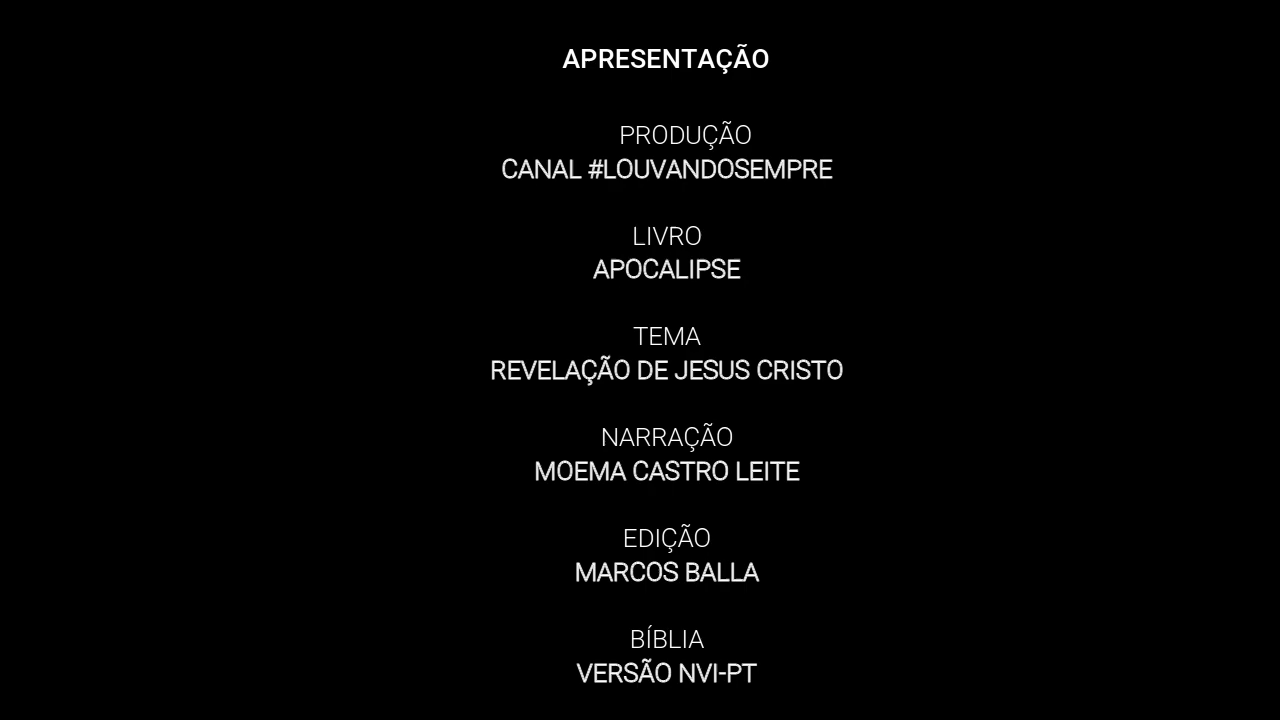 APRESENTAÇÃO
PRODUÇÃO
CANAL #LOUVANDOSEMPRE
LIVRO
APOCALIPSE
TEMA
REVELAÇÃO DE JESUS CRISTO
NARRAÇÃO
MOEMA CASTRO LEITE
EDIÇÃO
MARCOS BALLA
BÍBLIA
VERSÃO NVI-PT